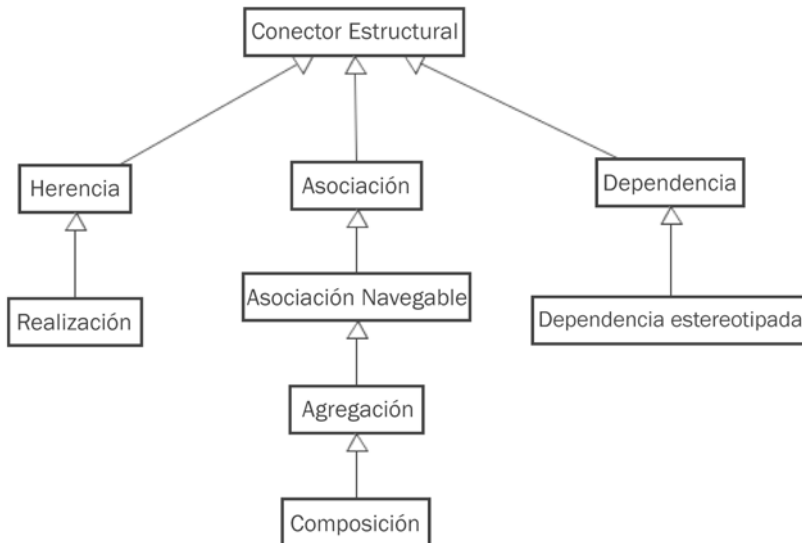 Conector Estructural
Herencia
Asociación
Dependencia
Realización
Asociación Navegable
Dependencia estereotipada
Agregación
Composición